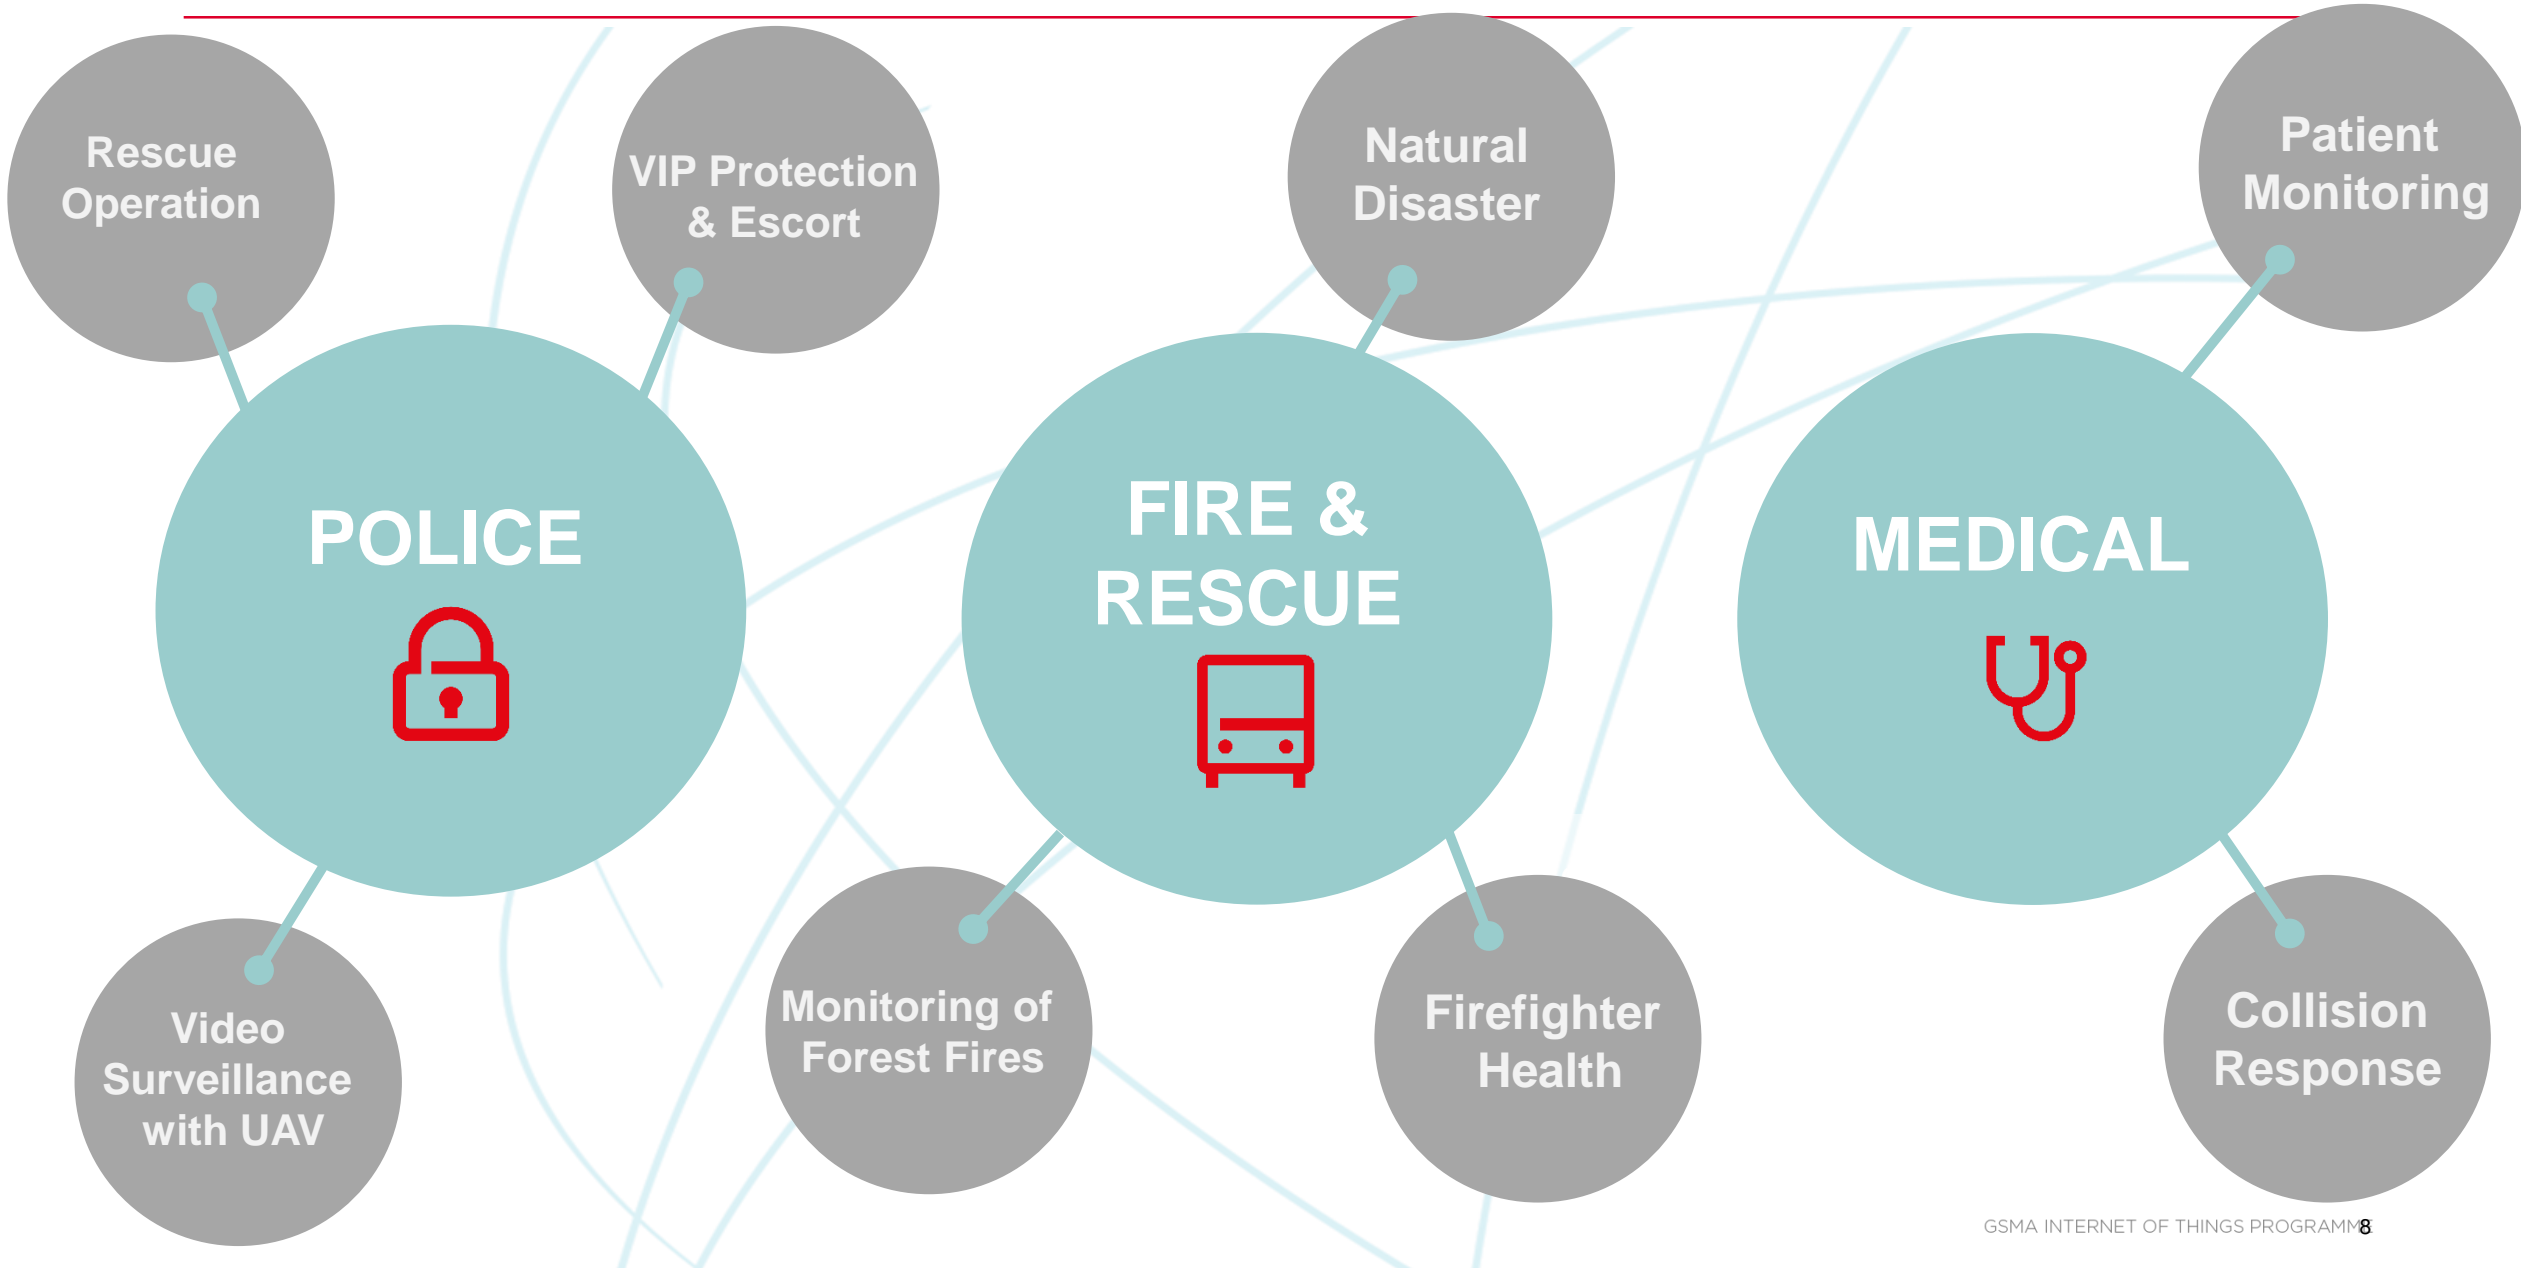 Rescue
Operation
VIP Protection
& Escort
Natural
Disaster
Patient
Monitoring
POLICE
FIRE &
RESCUE
MEDICAL
Video
Surveillance
with UAV
Monitoring of
Forest Fires
Firefighter
Health
Collision
Response
GSMA INTERNET OF THINGS PROGRAMME
8